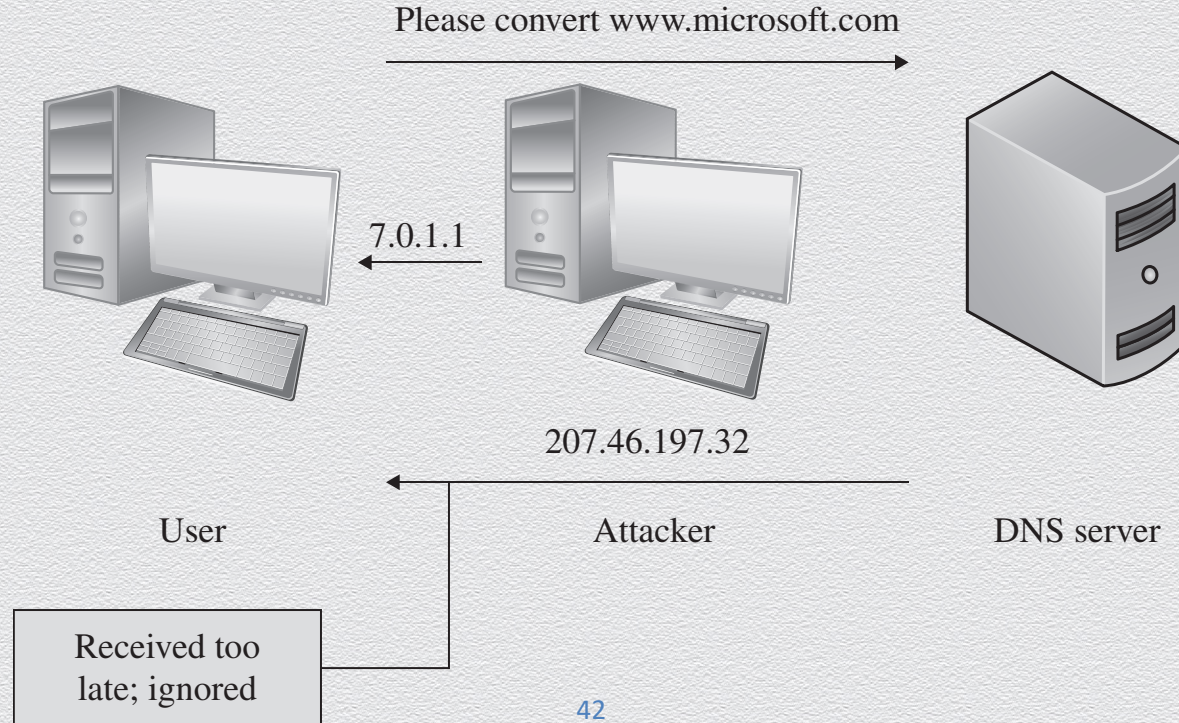 Please convert www.microsoft.com
7.0.1.1
207.46.197.32
User
Attacker
DNS server
Received too
late; ignored
42